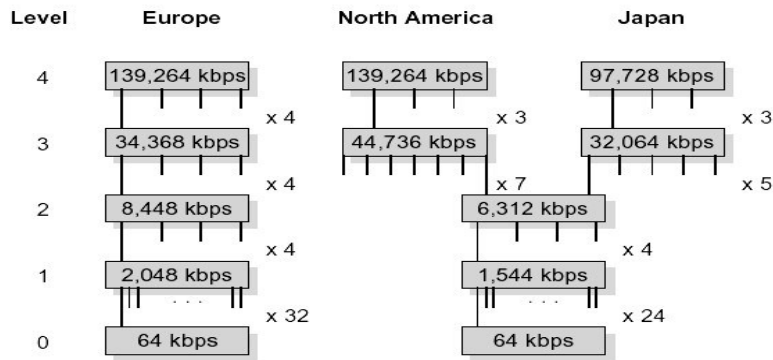 Level Europe North America Japan
4 139,264 kbps 139,264 kbps 97,728 kbps
x 4 x 3 x 3
3 34,368 kbps 44,736 kbps 32,064 kbps
x 4 x 7 x 5
2 8,448 kbps 6,312 kbps
x 4 x 4
1 2,048 kbps 1,544 kbps
. . . . . .
x 32 x 24
0 64 kbps 64 kbps